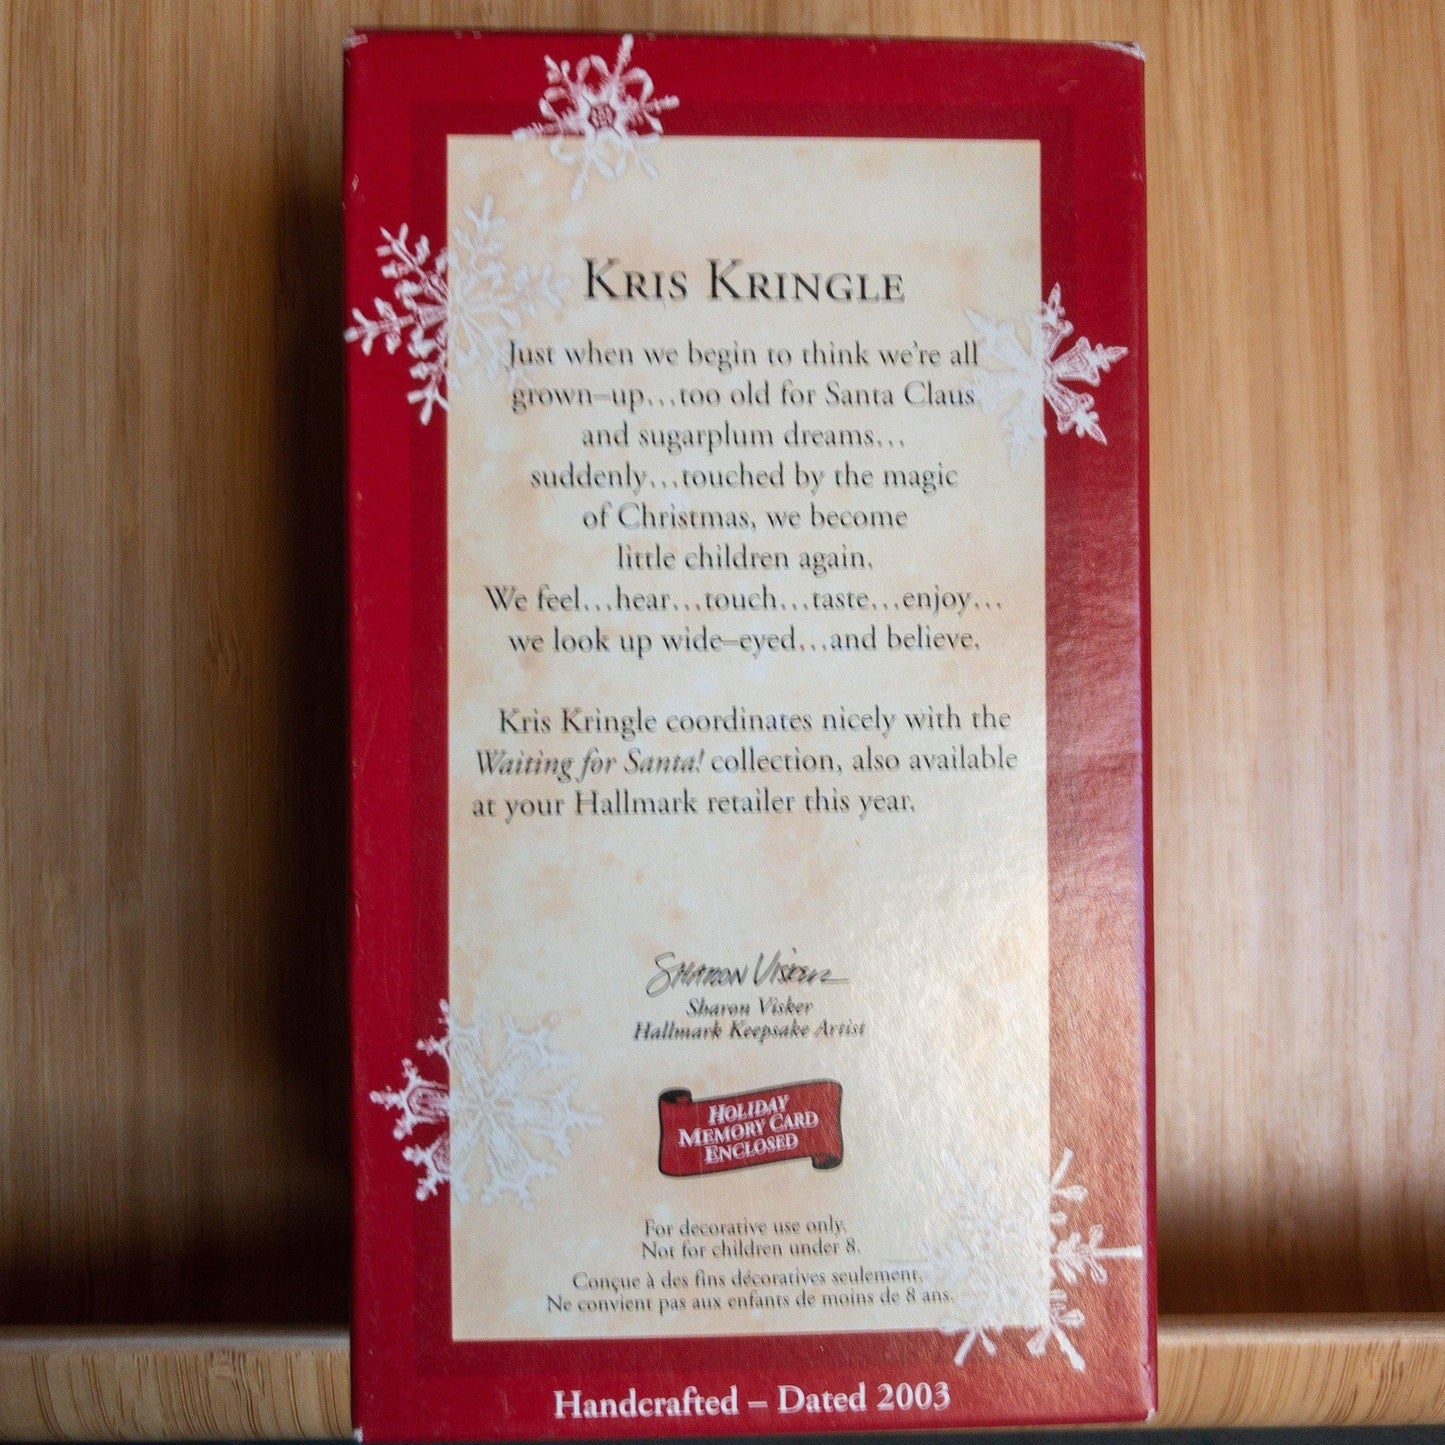 KRIS KRINGLE
Just when we begin to think we're all
grown–up...too old for Santa Claus
and sugarplum dreams...
suddenly...touched by the magic
of Christmas, we become
little children again.
We feel...hear...touch...taste...enjoy...
we look up wide–eyed...and believe.
Kris Kringle coordinates nicely with the
Waiting for Santa! collection, also available
at your Hallmark retailer this year.
SHARON VISKER
Sharon Visker
Hallmark Keepsake Artist
HOLIDAY
MEMORY CARD
ENCLOSED
For decorative use only.
Not for children under 8.
Conçue à des fins décoratives seulement.
Ne convient pas aux enfants de moins de 8 ans.
Handcrafted – Dated 2003